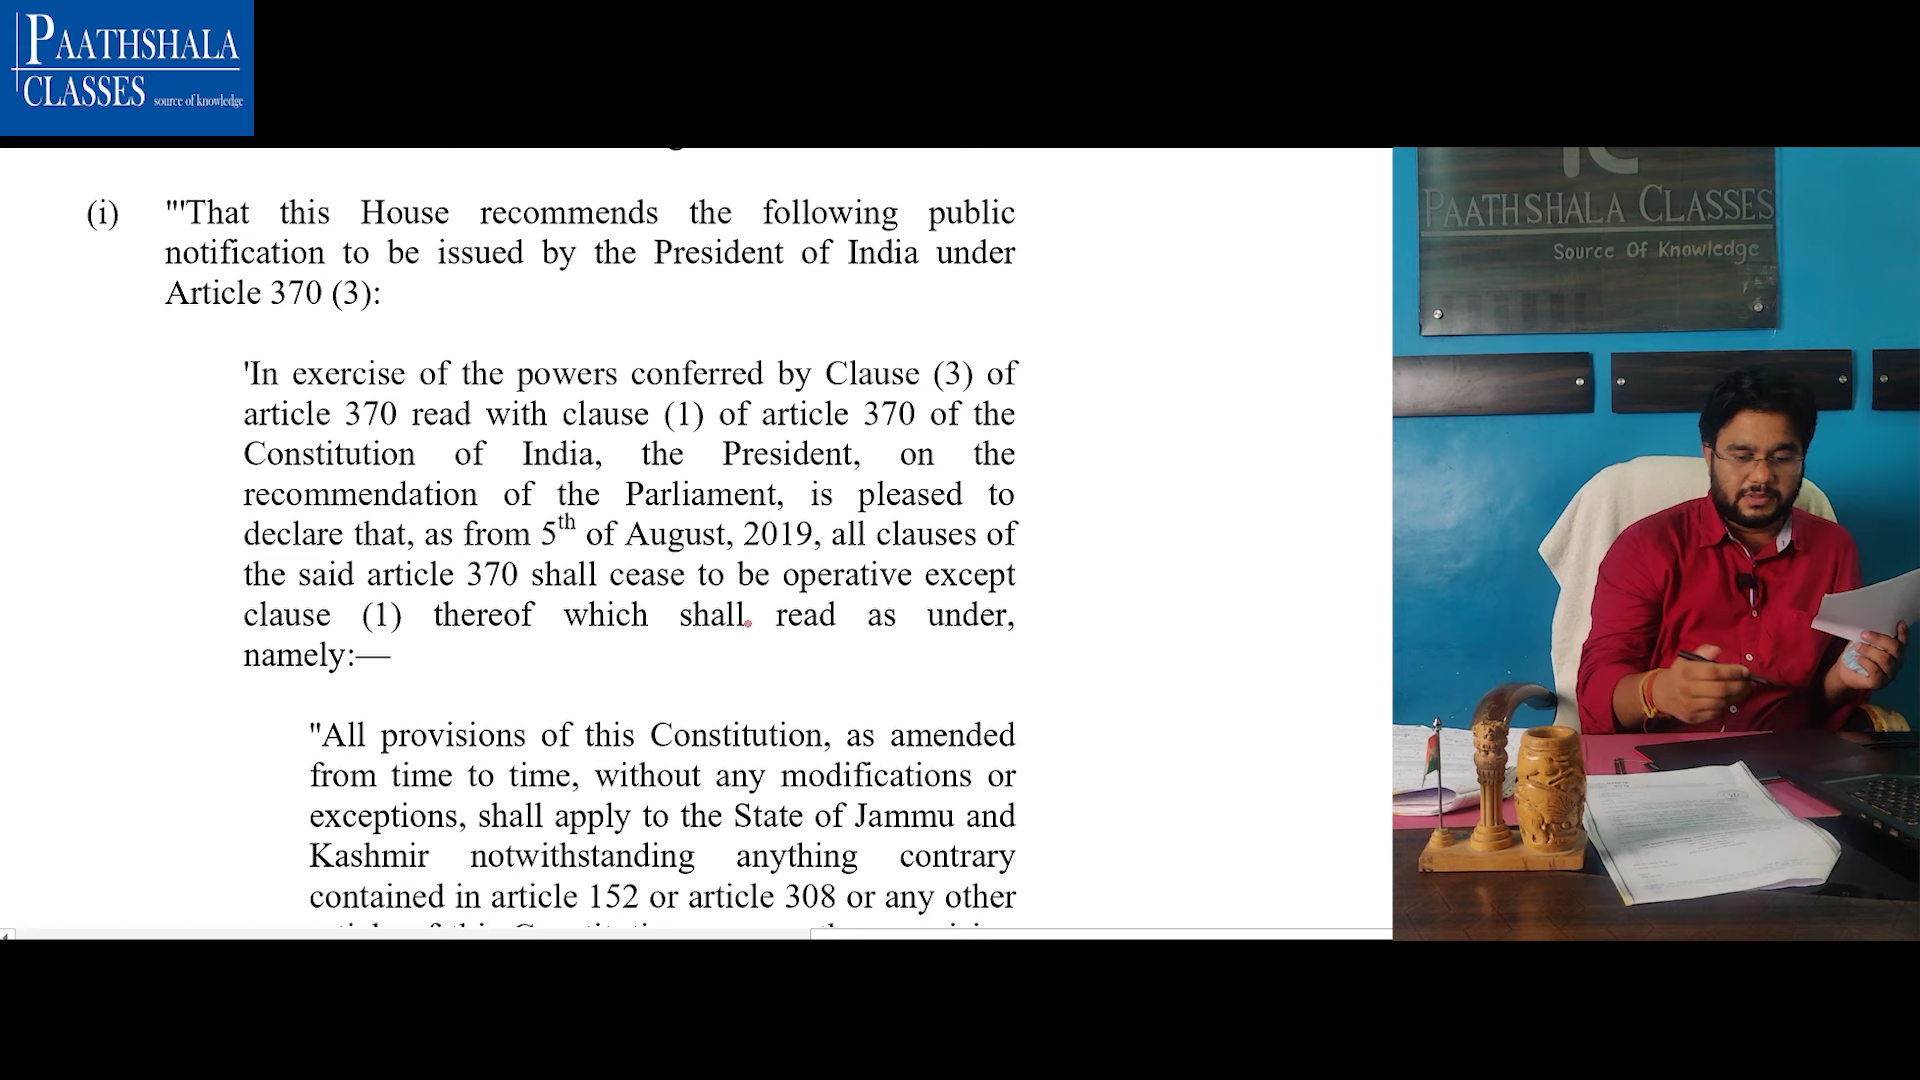 PAATHSHALA
CLASSES source of knowledge
(i) "'That this House recommends the following public
notification to be issued by the President of India under
Article 370 (3):
'In exercise of the powers conferred by Clause (3) of
article 370 read with clause (1) of article 370 of the
Constitution of India, the President, on the
recommendation of the Parliament, is pleased to
declare that, as from 5th of August, 2019, all clauses of
the said article 370 shall cease to be operative except
clause (1) thereof which shall read as under,
namely:—
"All provisions of this Constitution, as amended
from time to time, without any modifications or
exceptions, shall apply to the State of Jammu and
Kashmir notwithstanding anything contrary
contained in article 152 or article 308 or any other
PAATHSHALA CLASSES
Source Of Knowledge